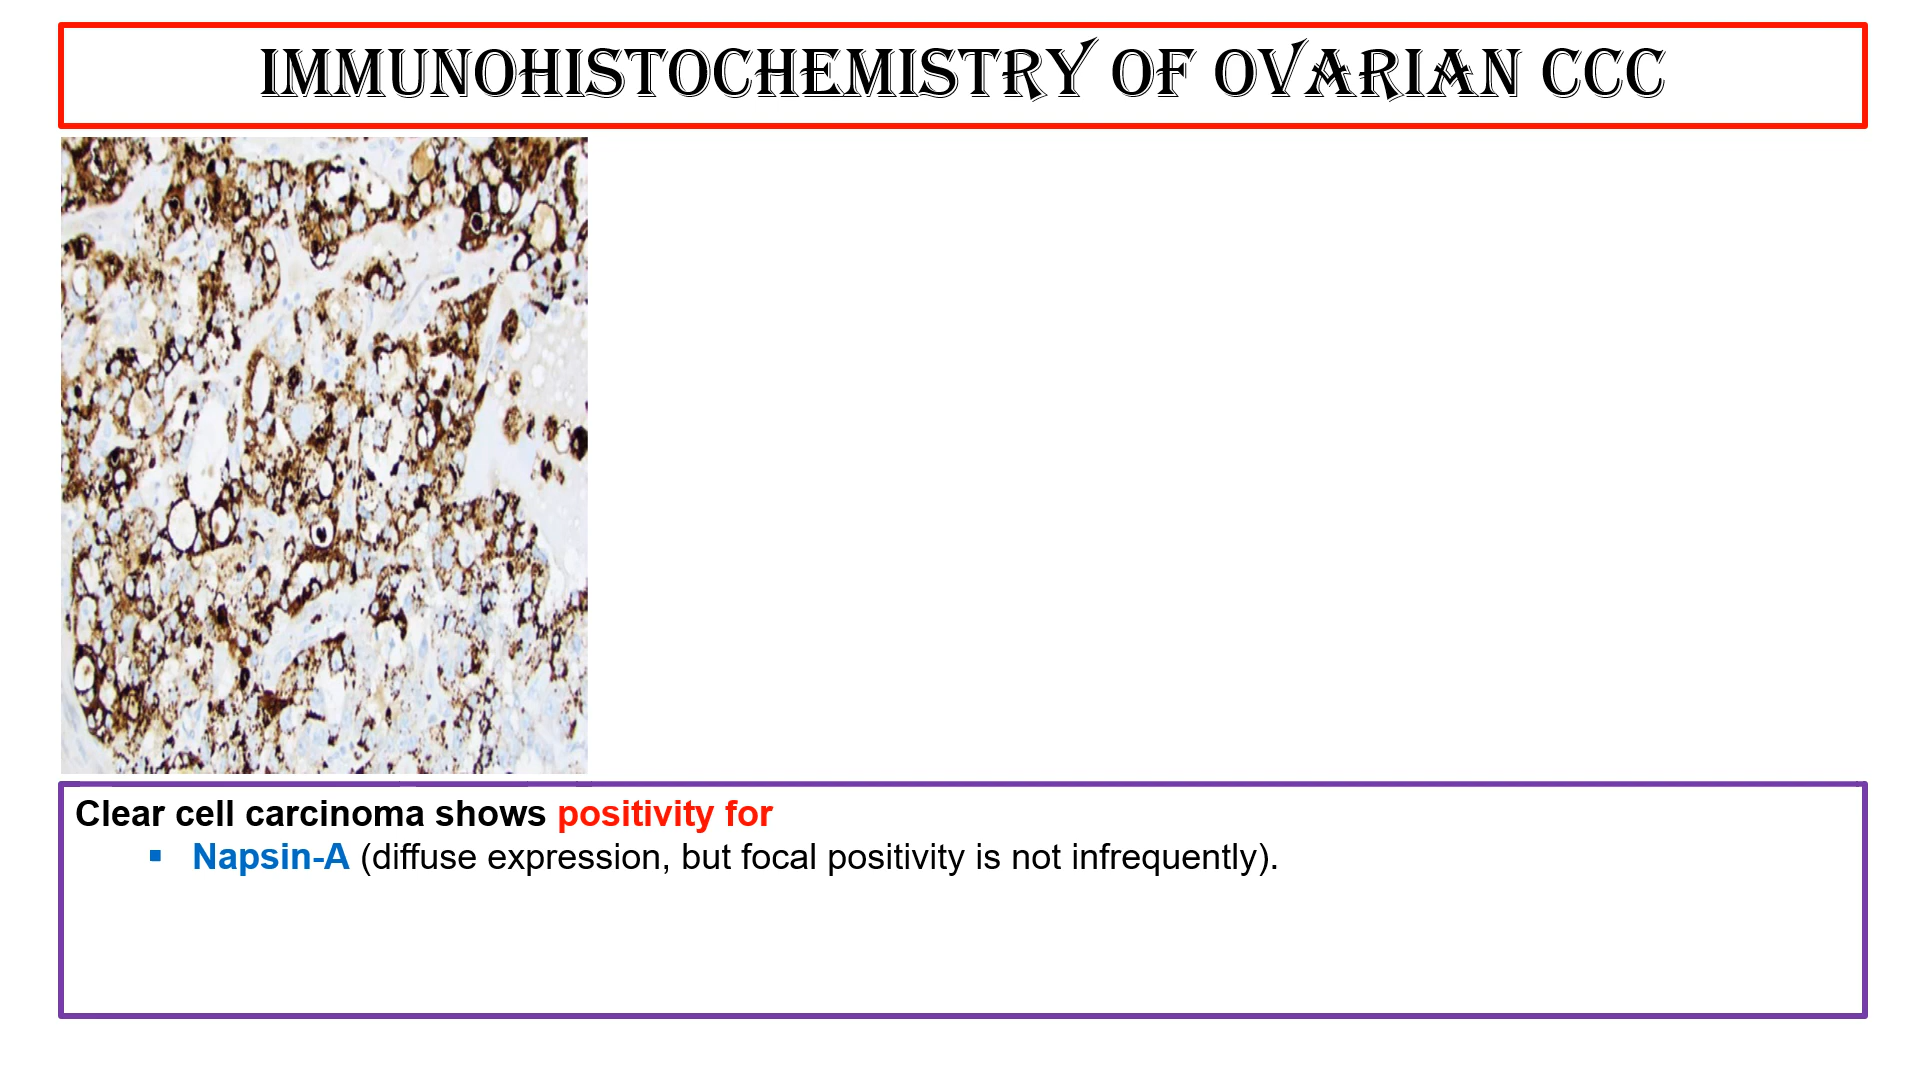 IMMUNOHISTOCHEMISTRY OF OVARIAN CCC
Clear cell carcinoma shows positivity for
▪ Napsin-A (diffuse expression, but focal positivity is not infrequently).